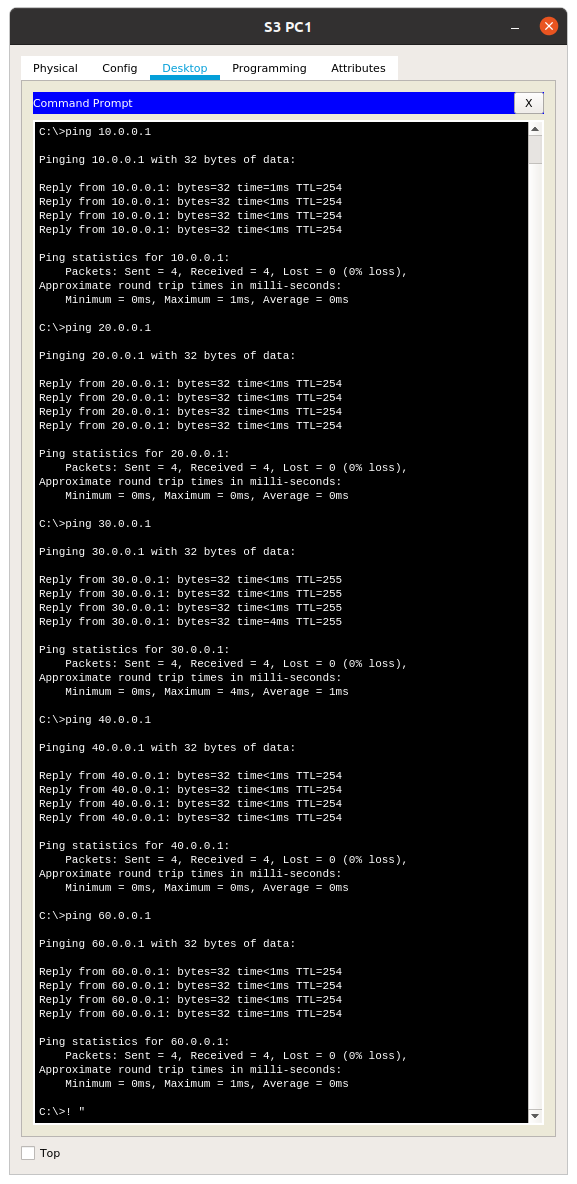 S3 PC1
Physical Config Desktop Programming Attributes
Command Prompt X
C:\>ping 10.0.0.1
Pinging 10.0.0.1 with 32 bytes of data:
Reply from 10.0.0.1: bytes=32 time=1ms TTL=254
Reply from 10.0.0.1: bytes=32 time<1ms TTL=254
Reply from 10.0.0.1: bytes=32 time=1ms TTL=254
Reply from 10.0.0.1: bytes=32 time<1ms TTL=254
Ping statistics for 10.0.0.1:
    Packets: Sent = 4, Received = 4, Lost = 0 (0% loss),
Approximate round trip times in milli-seconds:
    Minimum = 0ms, Maximum = 1ms, Average = 0ms
C:\>ping 20.0.0.1
Pinging 20.0.0.1 with 32 bytes of data:
Reply from 20.0.0.1: bytes=32 time<1ms TTL=254
Reply from 20.0.0.1: bytes=32 time<1ms TTL=254
Reply from 20.0.0.1: bytes=32 time<1ms TTL=254
Reply from 20.0.0.1: bytes=32 time<1ms TTL=254
Ping statistics for 20.0.0.1:
    Packets: Sent = 4, Received = 4, Lost = 0 (0% loss),
Approximate round trip times in milli-seconds:
    Minimum = 0ms, Maximum = 0ms, Average = 0ms
C:\>ping 30.0.0.1
Pinging 30.0.0.1 with 32 bytes of data:
Reply from 30.0.0.1: bytes=32 time<1ms TTL=255
Reply from 30.0.0.1: bytes=32 time<1ms TTL=255
Reply from 30.0.0.1: bytes=32 time<1ms TTL=255
Reply from 30.0.0.1: bytes=32 time=4ms TTL=255
Ping statistics for 30.0.0.1:
    Packets: Sent = 4, Received = 4, Lost = 0 (0% loss),
Approximate round trip times in milli-seconds:
    Minimum = 0ms, Maximum = 4ms, Average = 1ms
C:\>ping 40.0.0.1
Pinging 40.0.0.1 with 32 bytes of data:
Reply from 40.0.0.1: bytes=32 time<1ms TTL=254
Reply from 40.0.0.1: bytes=32 time<1ms TTL=254
Reply from 40.0.0.1: bytes=32 time<1ms TTL=254
Reply from 40.0.0.1: bytes=32 time<1ms TTL=254
Ping statistics for 40.0.0.1:
    Packets: Sent = 4, Received = 4, Lost = 0 (0% loss),
Approximate round trip times in milli-seconds:
    Minimum = 0ms, Maximum = 0ms, Average = 0ms
C:\>ping 60.0.0.1
Pinging 60.0.0.1 with 32 bytes of data:
Reply from 60.0.0.1: bytes=32 time<1ms TTL=254
Reply from 60.0.0.1: bytes=32 time<1ms TTL=254
Reply from 60.0.0.1: bytes=32 time<1ms TTL=254
Reply from 60.0.0.1: bytes=32 time=1ms TTL=254
Ping statistics for 60.0.0.1:
    Packets: Sent = 4, Received = 4, Lost = 0 (0% loss),
Approximate round trip times in milli-seconds:
    Minimum = 0ms, Maximum = 1ms, Average = 0ms
C:\>! "
Top